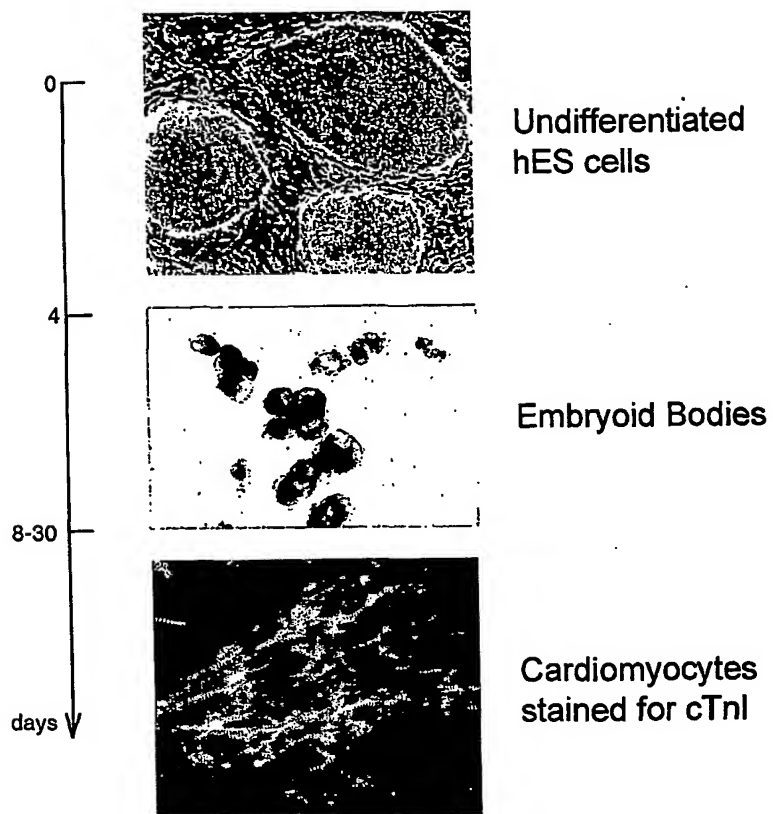 0
Undifferentiated
hES cells
4
Embryoid Bodies
8-30
Cardiomyocytes
stained for cTnI
days